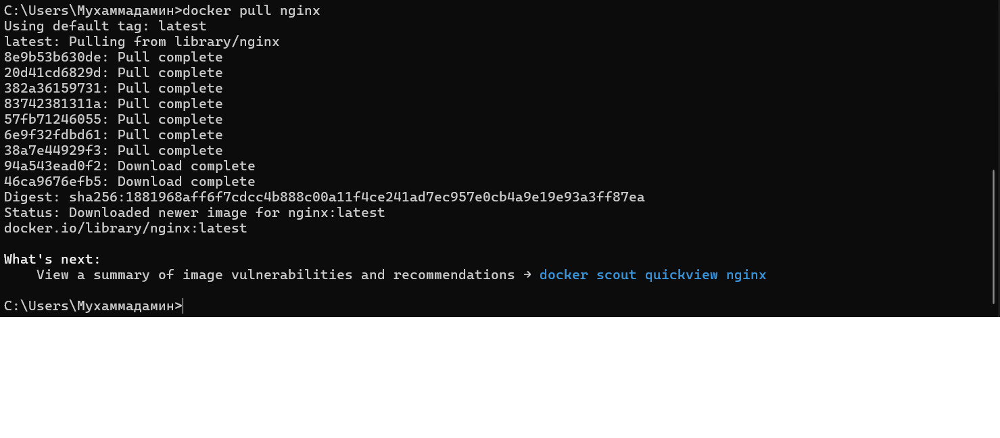 C:\Users\Мухаммадамин>docker pull nginx
Using default tag: latest
latest: Pulling from library/nginx
8e9b53b630de: Pull complete
20d41cd6829d: Pull complete
382a36159731: Pull complete
83742381311a: Pull complete
57fb71246055: Pull complete
6e9f32fdbd61: Pull complete
38a7e44929f3: Pull complete
94a543ead0f2: Download complete
46ca9676efb5: Download complete
Digest: sha256:1881968aff6f7cdcc4b888c00a11f4ce241ad7ec957e0cb4a9e19e93a3ff87ea
Status: Downloaded newer image for nginx:latest
docker.io/library/nginx:latest
What's next:
View a summary of image vulnerabilities and recommendations → docker scout quickview nginx
C:\Users\Мухаммадамин>